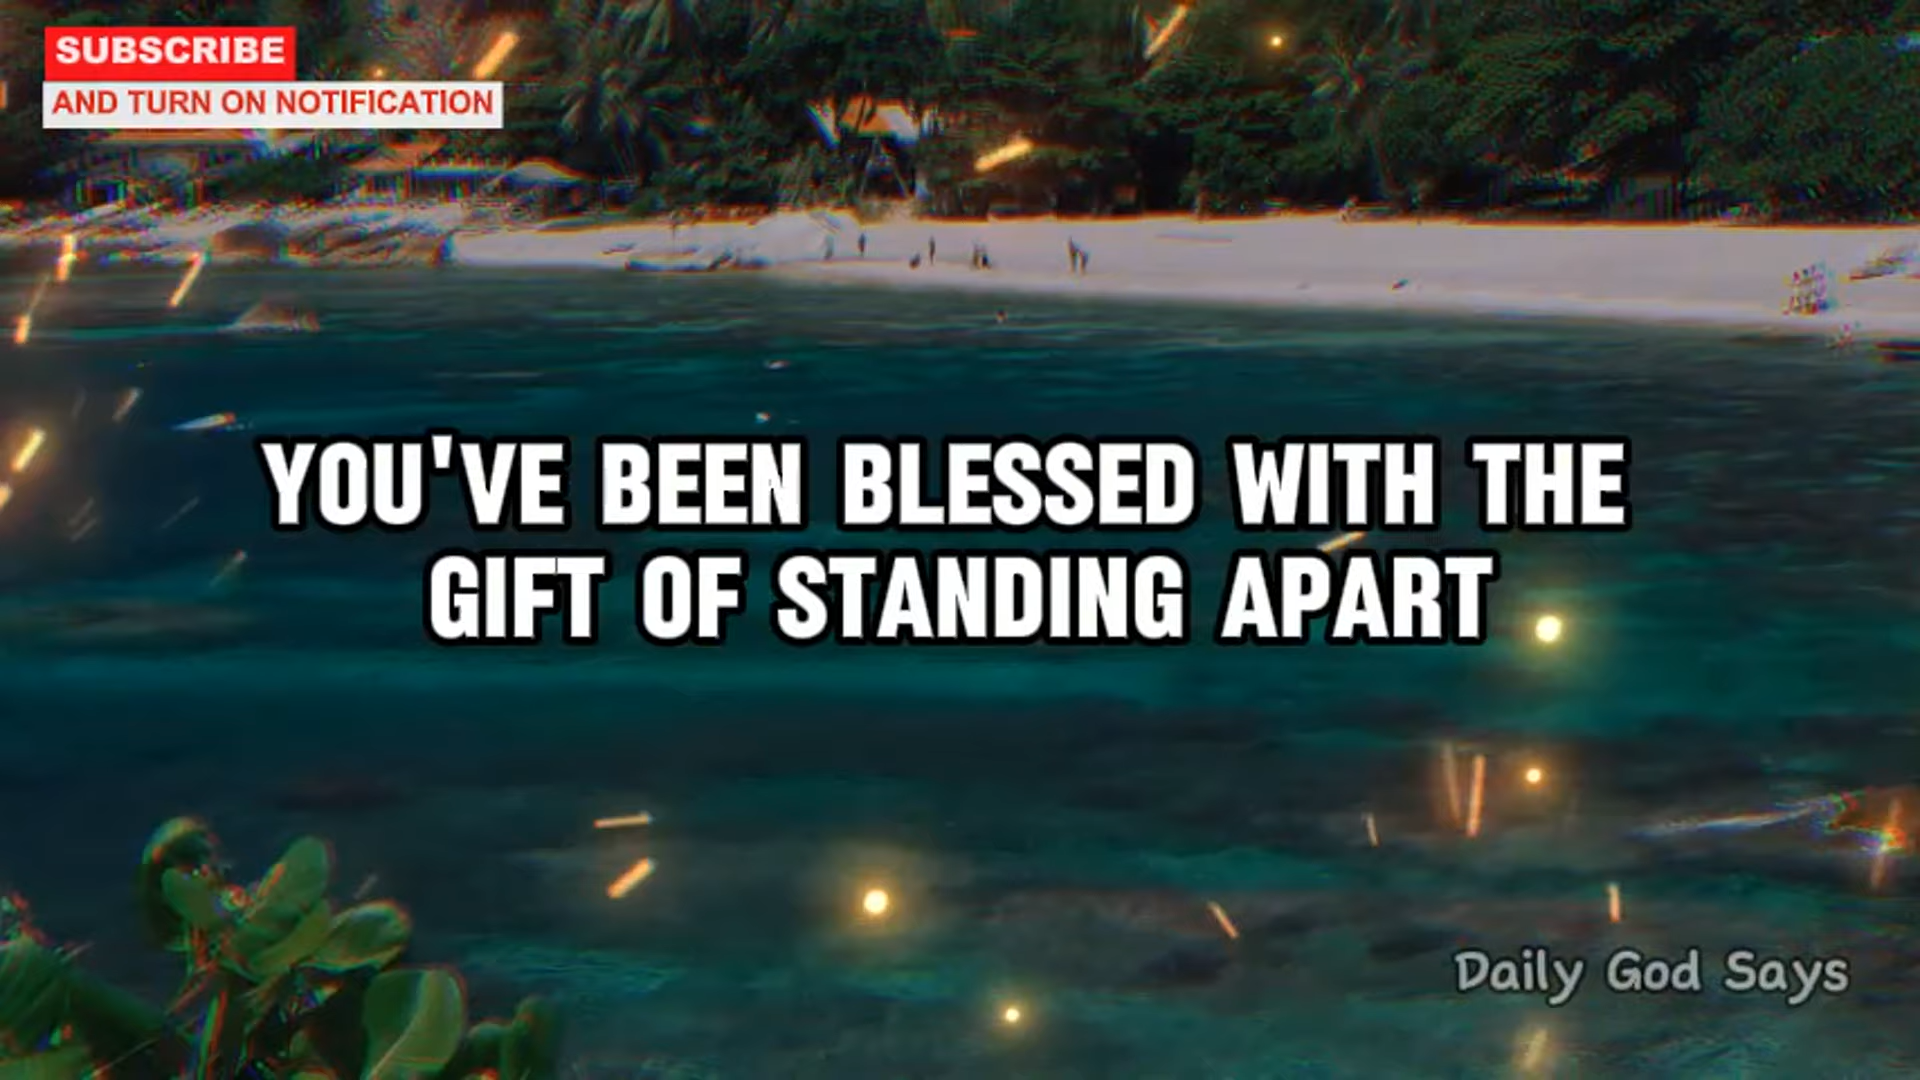 SUBSCRIBE
AND TURN ON NOTIFICATION
YOU'VE BEEN BLESSED WITH THE
GIFT OF STANDING APART
Daily God Says